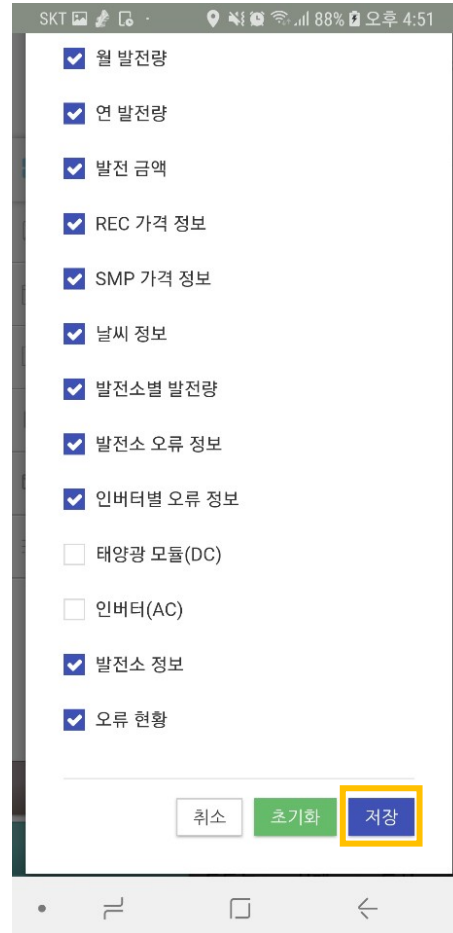 SKT 88% 오후 4:51
월 발전량
연 발전량
발전 금액
REC 가격 정보
SMP 가격 정보
날씨 정보
발전소별 발전량
발전소 오류 정보
인버터별 오류 정보
태양광 모듈(DC)
인버터(AC)
발전소 정보
오류 현황
취소 초기화 저장